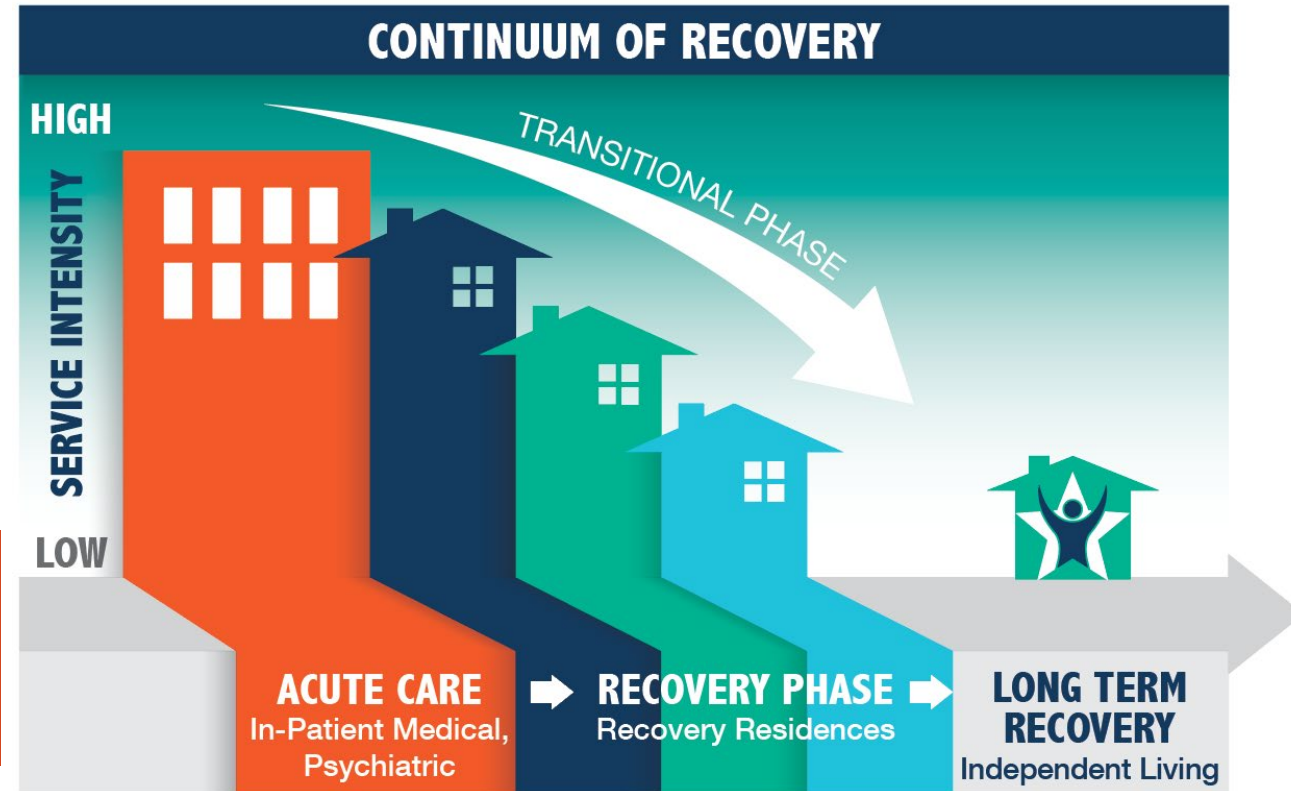 CONTINUUM OF RECOVERY
HIGH
SERVICE INTENSITY
LOW
TRANSITIONAL PHASE
ACUTE CARE
In-Patient Medical,
Psychiatric
RECOVERY PHASE
Recovery Residences
LONG TERM
RECOVERY
Independent Living